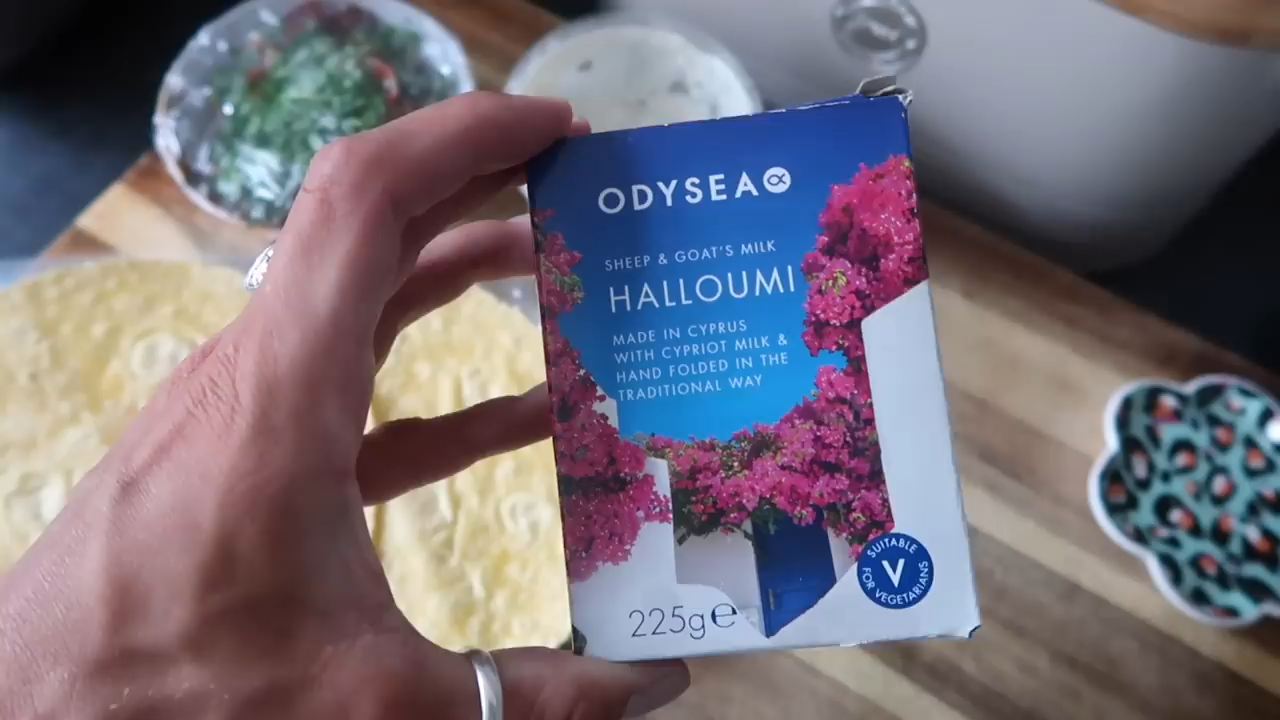 ODYSEA
SHEEP & GOAT'S MILK
HALLOUMI
MADE IN CYPRUS
WITH CYPRIOT MILK &
HAND FOLDED IN THE
TRADITIONAL WAY
SUITABLE
V
FOR VEGETARIANS
225g℮